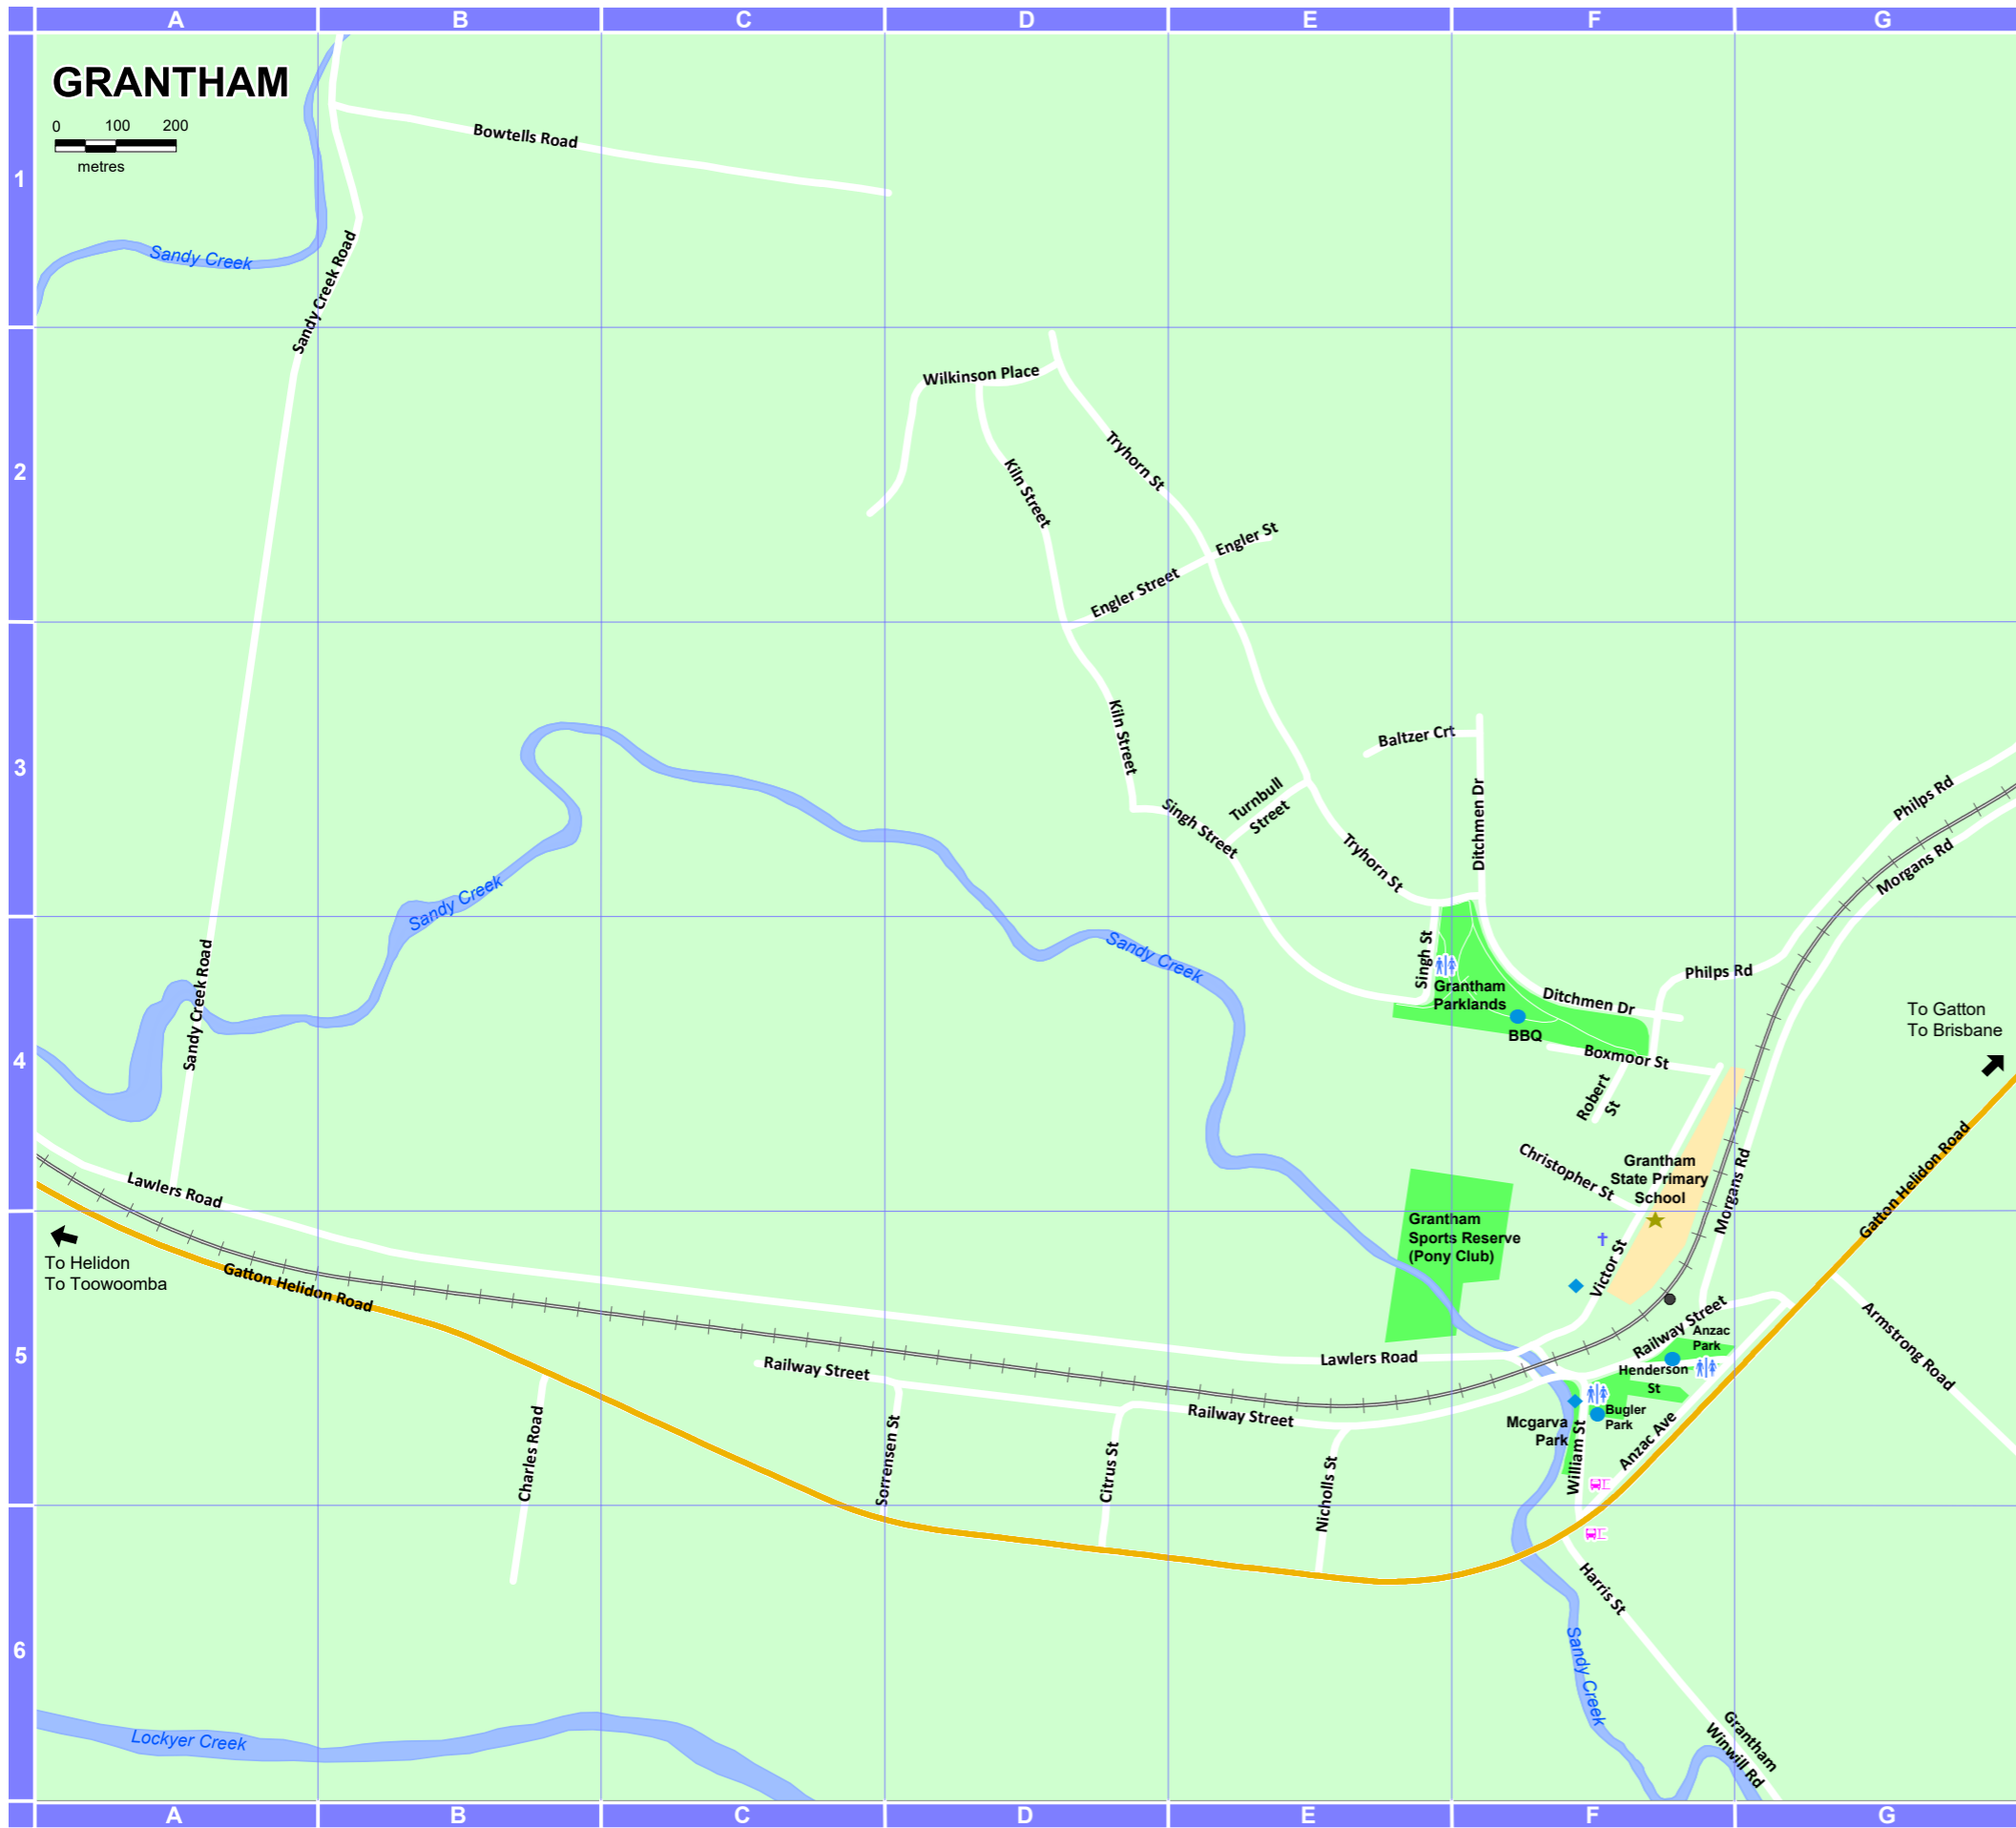 A B C D E F G
GRANTHAM
0 100 200
metres
1
Bowtells Road
Sandy Creek
Sandy Creek Road
2
Wilkinson Place
Tryhorn St
Kiln Street
Engler St
Engler Street
3
Kiln Street
Baltzer Crt
Turnbull
Street
Singh Street
Ditchmen Dr
Tryhorn St
Philps Rd
Morgans Rd
Sandy Creek
4
Sandy Creek Road
Sandy Creek
Singh St
Grantham
Parklands
BBQ
Ditchmen Dr
Philps Rd
Boxmoor St
Robert
St
To Gatton
To Brisbane
Christopher St
Grantham
State Primary
School
Morgans Rd
Gatton Helidon Road
Lawlers Road
5
To Helidon
To Toowoomba
Gatton Helidon Road
Grantham
Sports Reserve
(Pony Club)
Victor St
Railway Street
Anzac
Park
Armstrong Road
Lawlers Road
Railway Street
Henderson
St
Railway Street
Mcgarva
Park
Bugler
Park
William St
Anzac Ave
Charles Road
Sorrensen St
Citrus St
Nicholls St
6
Harris St
Sandy Creek
Lockyer Creek
Grantham
Winwill Rd
A B C D E F G